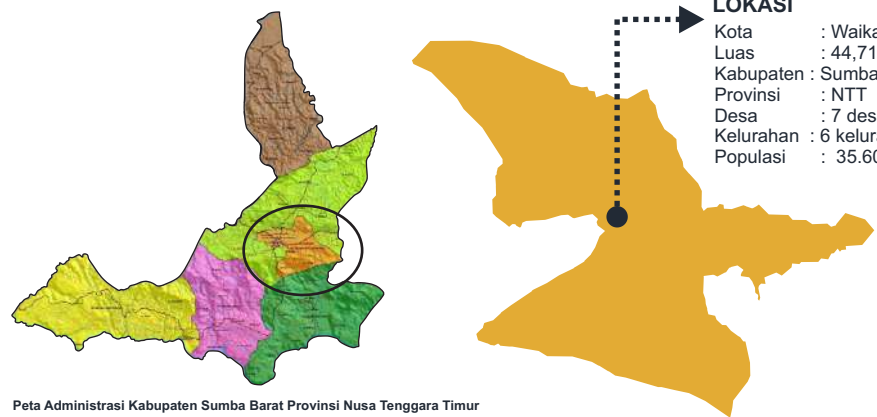 LOKASI
Kota : Waika
Luas : 44,71
Kabupaten : Sumba
Provinsi : NTT
Desa : 7 des
Kelurahan : 6 kelura
Populasi : 35.60
Peta Administrasi Kabupaten Sumba Barat Provinsi Nusa Tenggara Timur